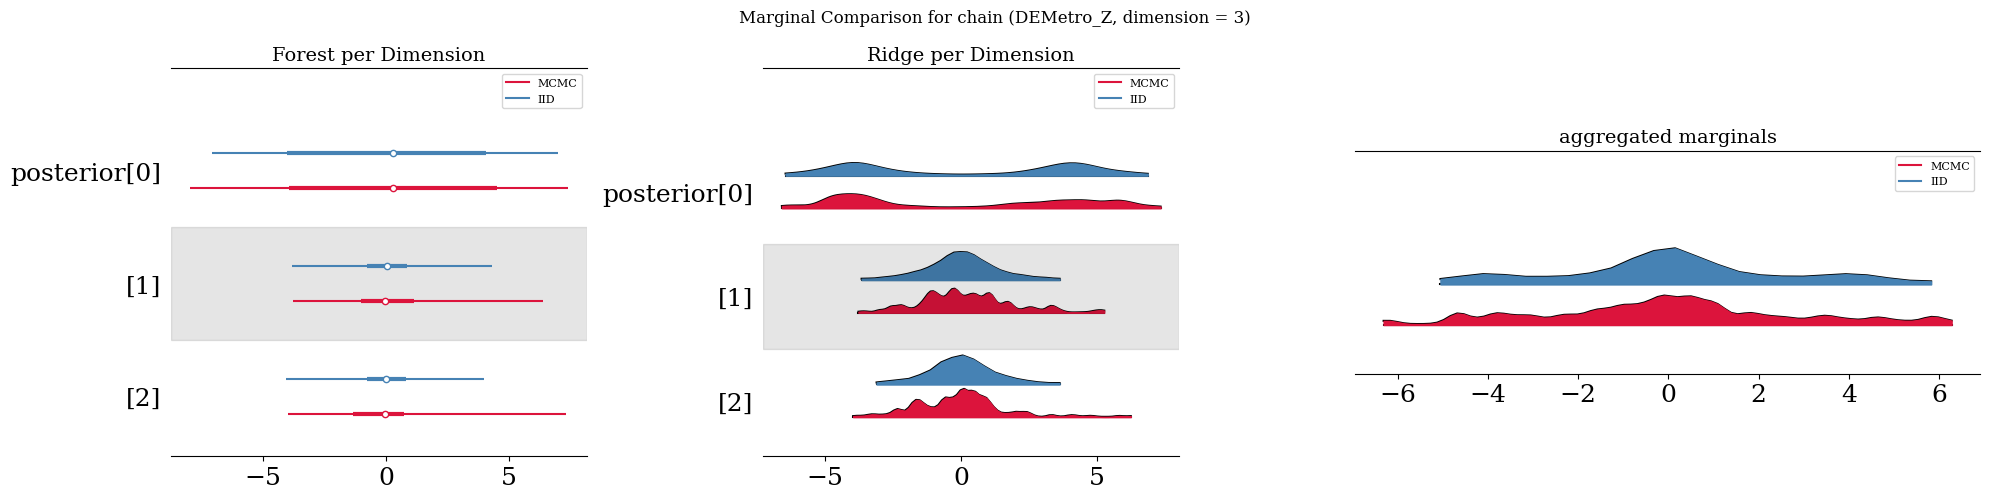 Marginal Comparison for chain (DEMetro_Z, dimension = 3)
Forest per Dimension
MCMC
IID
posterior[0]
[1]
[2]
−5 0 5
Ridge per Dimension
MCMC
IID
posterior[0]
[1]
[2]
−5 0 5
aggregated marginals
MCMC
IID
−6 −4 −2 0 2 4 6